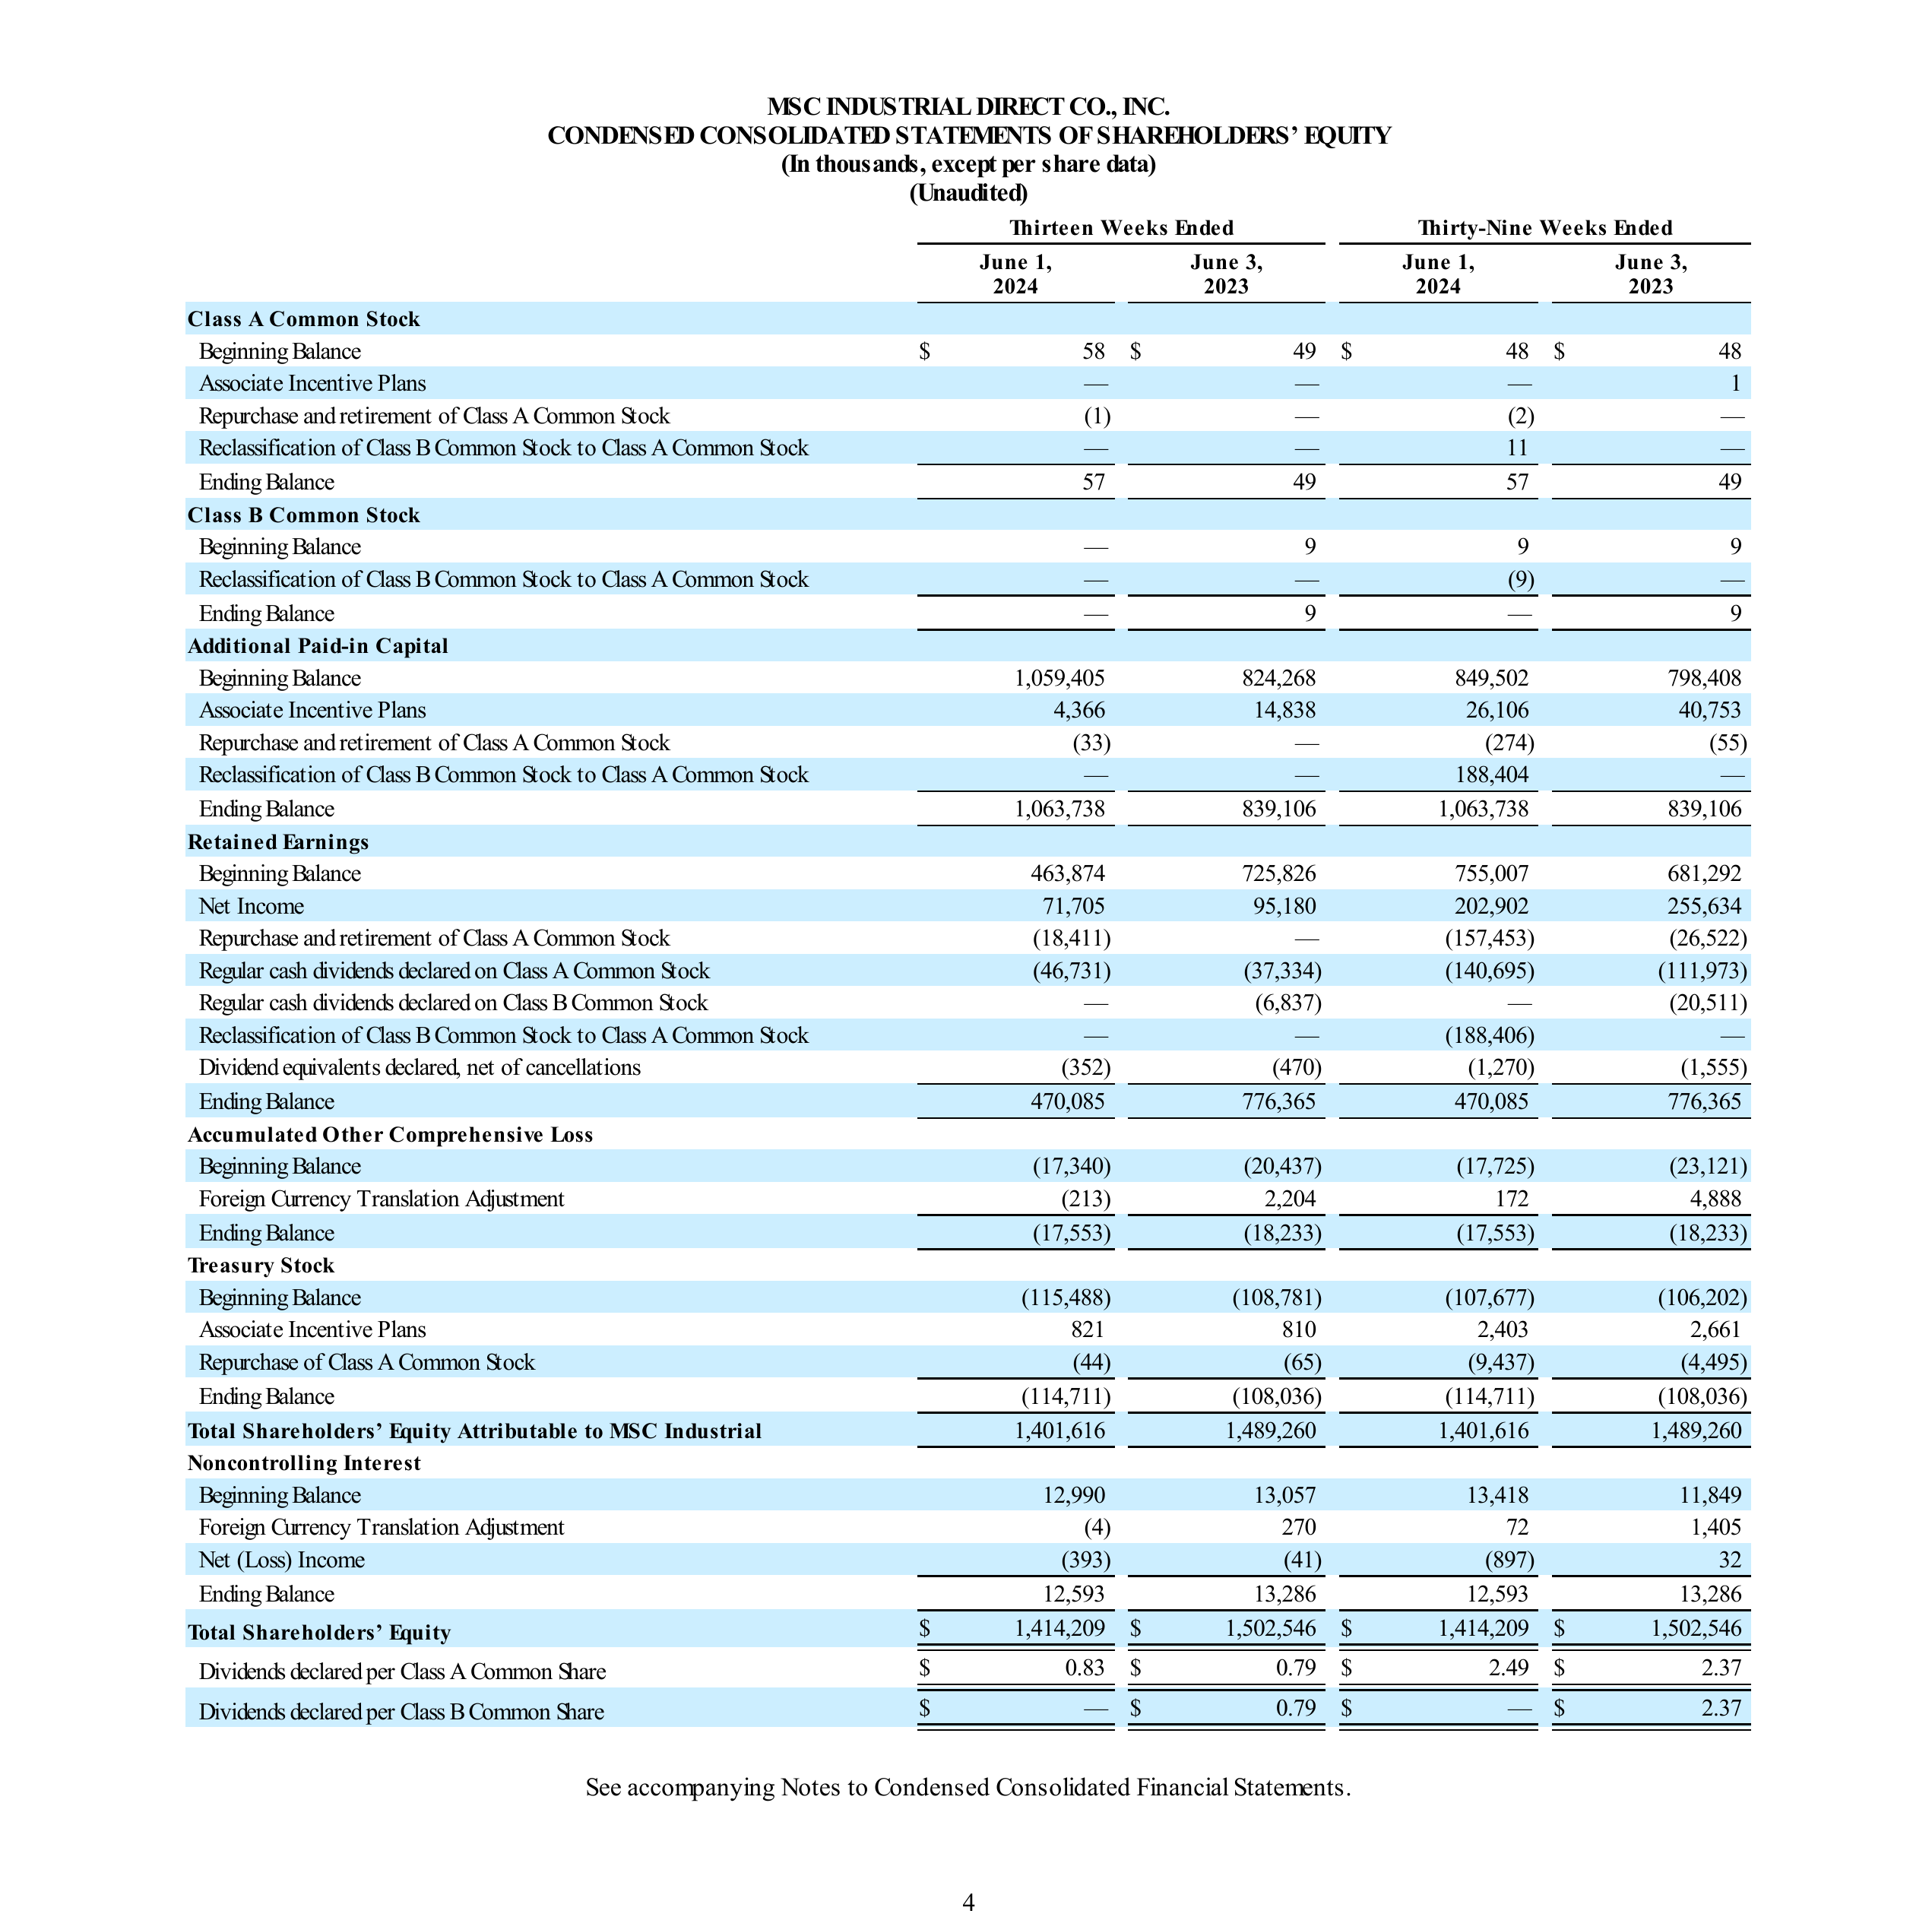 MSC INDUSTRIAL DIRECT CO., INC.
CONDENSED CONSOLIDATED STATEMENTS OF SHAREHOLDERS’ EQUITY
(In thousands, except per share data)
(Unaudited)
Thirteen Weeks Ended Thirty-Nine Weeks Ended
June 1, June 3, June 1, June 3,
2024 2023 2024 2023
Class A Common Stock
Beginning Balance $ 58 $ 49 $ 48 $ 48
Associate Incentive Plans — — — 1
Repurchase and retirement of Class A Common Stock (1) — (2) —
Reclassification of Class B Common Stock to Class A Common Stock — — 11 —
Ending Balance 57 49 57 49
Class B Common Stock
Beginning Balance — 9 9 9
Reclassification of Class B Common Stock to Class A Common Stock — — (9) —
Ending Balance — 9 — 9
Additional Paid-in Capital
Beginning Balance 1,059,405 824,268 849,502 798,408
Associate Incentive Plans 4,366 14,838 26,106 40,753
Repurchase and retirement of Class A Common Stock (33) — (274) (55)
Reclassification of Class B Common Stock to Class A Common Stock — — 188,404 —
Ending Balance 1,063,738 839,106 1,063,738 839,106
Retained Earnings
Beginning Balance 463,874 725,826 755,007 681,292
Net Income 71,705 95,180 202,902 255,634
Repurchase and retirement of Class A Common Stock (18,411) — (157,453) (26,522)
Regular cash dividends declared on Class A Common Stock (46,731) (37,334) (140,695) (111,973)
Regular cash dividends declared on Class B Common Stock — (6,837) — (20,511)
Reclassification of Class B Common Stock to Class A Common Stock — — (188,406) —
Dividend equivalents declared, net of cancellations (352) (470) (1,270) (1,555)
Ending Balance 470,085 776,365 470,085 776,365
Accumulated Other Comprehensive Loss
Beginning Balance (17,340) (20,437) (17,725) (23,121)
Foreign Currency Translation Adjustment (213) 2,204 172 4,888
Ending Balance (17,553) (18,233) (17,553) (18,233)
Treasury Stock
Beginning Balance (115,488) (108,781) (107,677) (106,202)
Associate Incentive Plans 821 810 2,403 2,661
Repurchase of Class A Common Stock (44) (65) (9,437) (4,495)
Ending Balance (114,711) (108,036) (114,711) (108,036)
Total Shareholders’ Equity Attributable to MSC Industrial 1,401,616 1,489,260 1,401,616 1,489,260
Noncontrolling Interest
Beginning Balance 12,990 13,057 13,418 11,849
Foreign Currency Translation Adjustment (4) 270 72 1,405
Net (Loss) Income (393) (41) (897) 32
Ending Balance 12,593 13,286 12,593 13,286
Total Shareholders’ Equity $ 1,414,209 $ 1,502,546 $ 1,414,209 $ 1,502,546
Dividends declared per Class A Common Share $ 0.83 $ 0.79 $ 2.49 $ 2.37
Dividends declared per Class B Common Share $ — $ 0.79 $ — $ 2.37
See accompanying Notes to Condensed Consolidated Financial Statements.
4